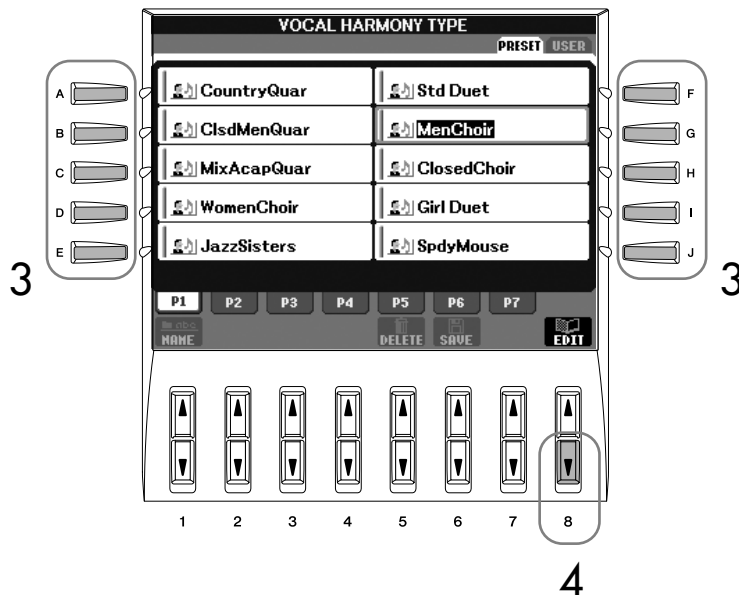 VOCAL HARMONY TYPE
PRESET USER
A CountryQuar Std Duet F
B ClsdMenQuar MenChoir G
C MixAcapQuar ClosedChoir H
D WomenChoir Girl Duet I
E JazzSisters SpdyMouse J
3 3
P1 P2 P3 P4 P5 P6 P7
abc
NAME DELETE SAVE EDIT
1 2 3 4 5 6 7 8
4